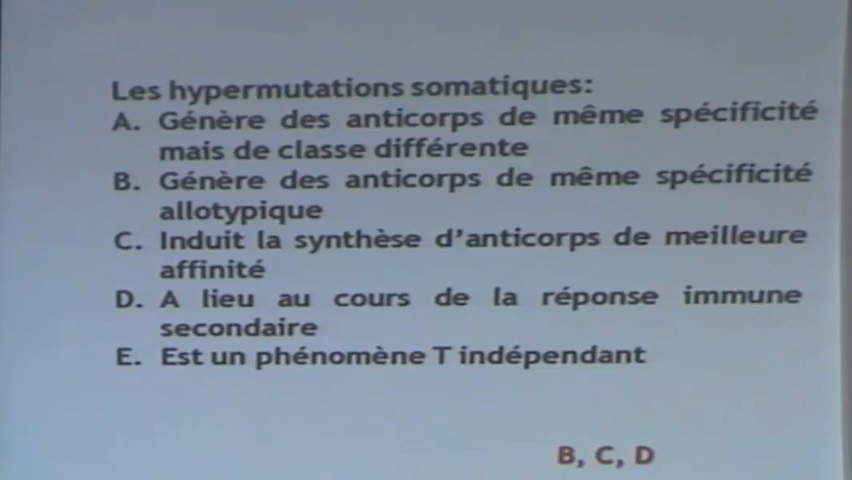 Les hypermutations somatiques:
A. Génère des anticorps de même spécificité
mais de classe différente
B. Génère des anticorps de même spécificité
allotypique
C. Induit la synthèse d'anticorps de meilleure
affinité
D. A lieu au cours de la réponse immune
secondaire
E. Est un phénomène T indépendant
B, C, D